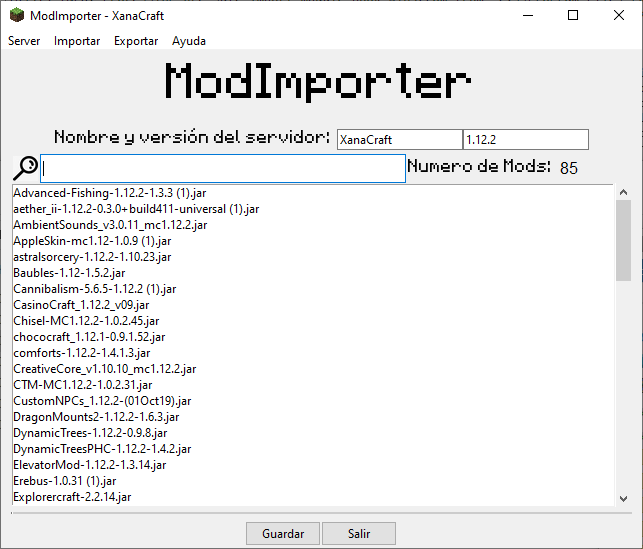 ModImporter - XanaCraft
Server Importar Exportar Ayuda
ModImporter
Nombre y versión del servidor: XanaCraft 1.12.2
Numero de Mods: 85
Advanced-Fishing-1.12.2-1.3.3 (1).jar
aether_ii-1.12.2-0.3.0+build411-universal (1).jar
AmbientSounds_v3.0.11_mc1.12.2.jar
AppleSkin-mc1.12-1.0.9 (1).jar
astralsorcery-1.12.2-1.10.23.jar
Baubles-1.12-1.5.2.jar
Cannibalism-5.6.5-1.12.2 (1).jar
CasinoCraft_1.12.2_v09.jar
Chisel-MC1.12.2-1.0.2.45.jar
chococraft_1.12.1-0.9.1.52.jar
comforts-1.12.2-1.4.1.3.jar
CreativeCore_v1.10.10_mc1.12.2.jar
CTM-MC1.12.2-1.0.2.31.jar
CustomNPCs_1.12.2-(01Oct19).jar
DragonMounts2-1.12.2-1.6.3.jar
DynamicTrees-1.12.2-0.9.8.jar
DynamicTreesPHC-1.12.2-1.4.2.jar
ElevatorMod-1.12.2-1.3.14.jar
Erebus-1.0.31 (1).jar
Explorercraft-2.2.14.jar
Guardar Salir